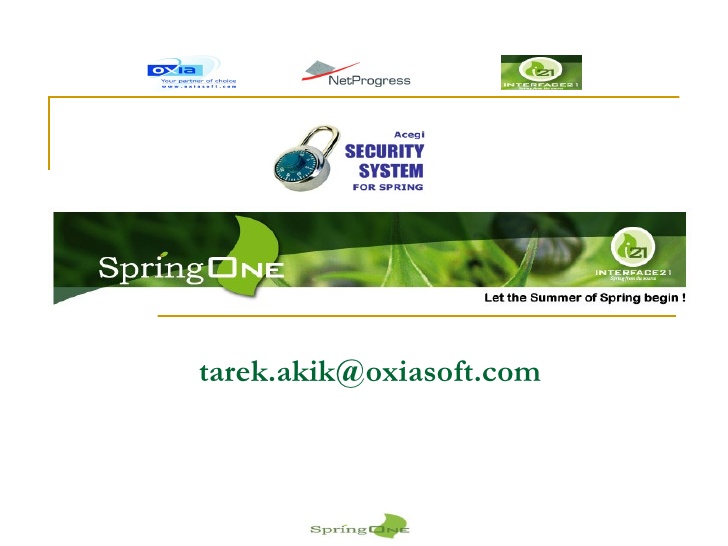 oxia
Your partner of choice
www.oxiasoft.com
NetProgress
i21
INTERFACE21
Acegi
SECURITY
SYSTEM
FOR SPRING
SpringONE
i21
INTERFACE21
Spring from the Source
Let the Summer of Spring begin !
tarek.akik@oxiasoft.com
SpringONE